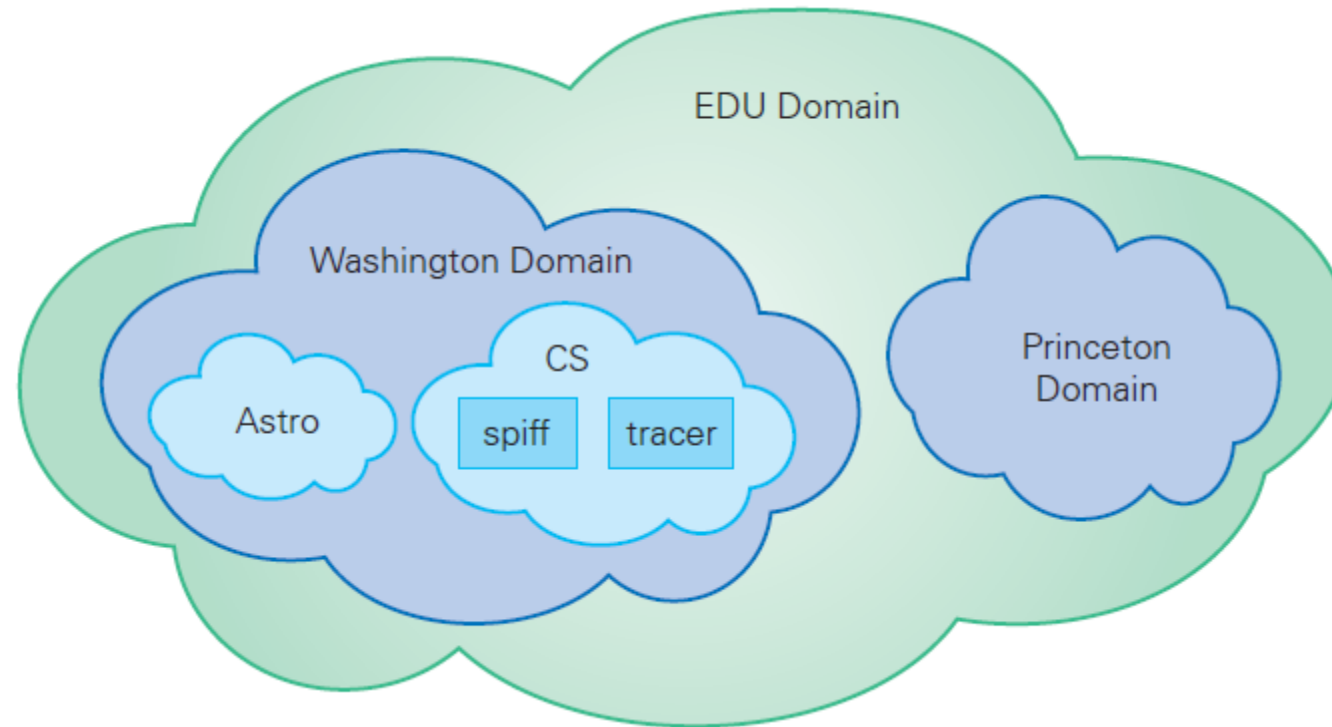 EDU Domain
Washington Domain
Princeton
Domain
CS
Astro
spiff
tracer